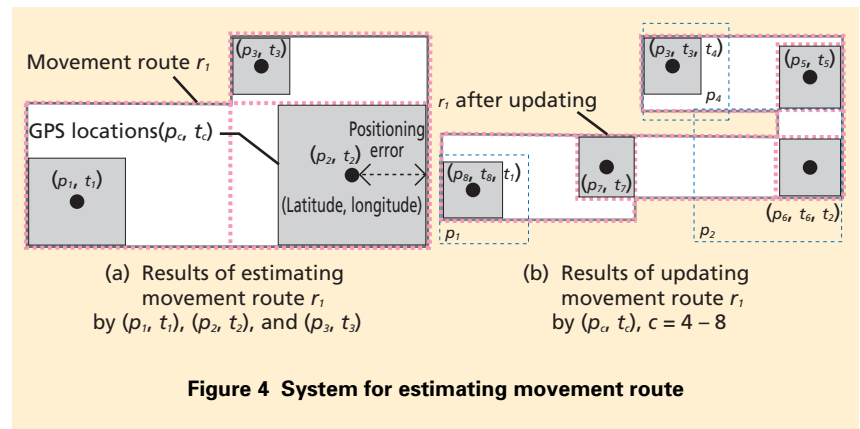 (p3, t3)
Movement route r1
GPS locations(pc, tc)
Positioning
error
(p1, t1)
(p2, t2)
(Latitude, longitude)
(a) Results of estimating
movement route r1
by (p1, t1), (p2, t2), and (p3, t3)
(p3, t3, t4)
(p5, t5)
p4
r1 after updating
(p8, t8, t1)
(p7, t7)
(p6, t6, t2)
p1
p2
(b) Results of updating
movement route r1
by (pc, tc), c = 4 – 8
Figure 4 System for estimating movement route